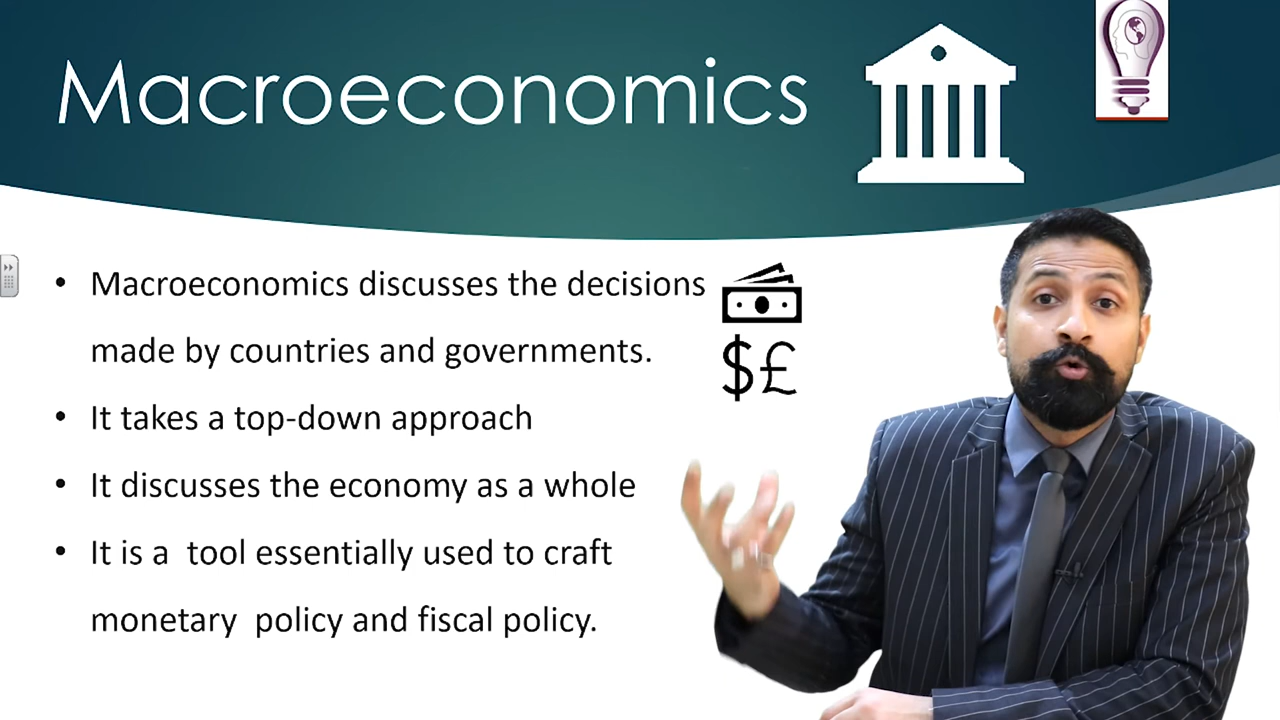 Macroeconomics
• Macroeconomics discusses the decisions
made by countries and governments.
$£
• It takes a top-down approach
• It discusses the economy as a whole
• It is a  tool essentially used to craft
monetary  policy and fiscal policy.